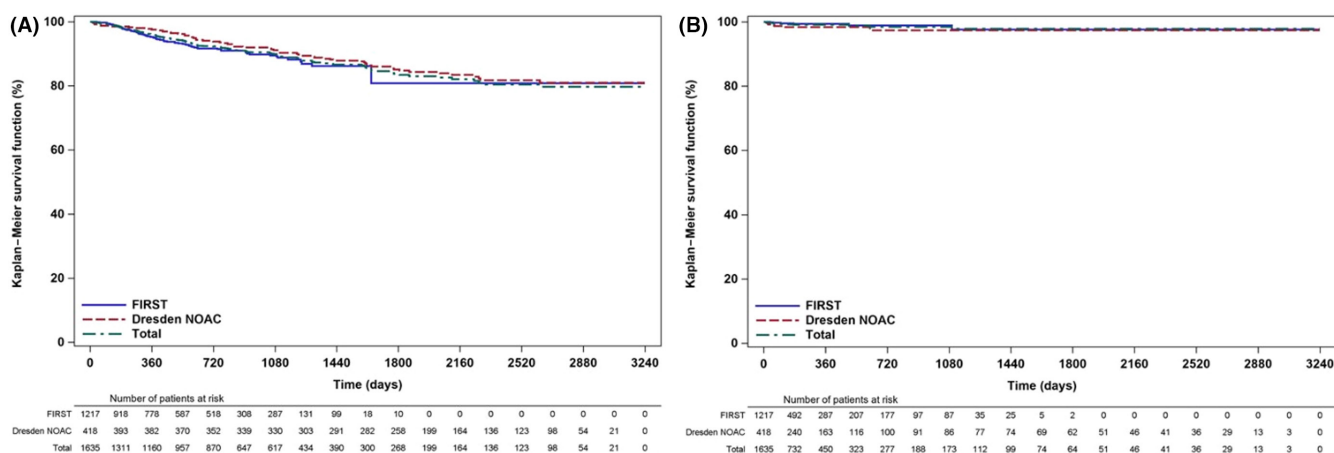 (A)
Kaplan−Meier survival function (%)
100
80
60
40
20
0
FIRST
Dresden NOAC
Total
0 360 720 1080 1440 1800 2160 2520 2880 3240
Time (days)
Number of patients at risk
FIRST 1217 918 778 587 518 308 287 131 99 18 10 0 0 0 0 0 0 0 0
Dresden NOAC 418 393 382 370 352 339 330 303 291 282 258 199 164 136 123 98 54 21 0
Total 1635 1311 1160 957 870 647 617 434 390 300 268 199 164 136 123 98 54 21 0
(B)
Kaplan−Meier survival function (%)
100
80
60
40
20
0
FIRST
Dresden NOAC
Total
0 360 720 1080 1440 1800 2160 2520 2880 3240
Time (days)
Number of patients at risk
FIRST 1217 492 287 207 177 97 87 35 25 5 2 0 0 0 0 0 0 0 0
Dresden NOAC 418 240 163 116 100 91 86 77 74 69 62 51 46 41 36 29 13 3 0
Total 1635 732 450 323 277 188 173 112 99 74 64 51 46 41 36 29 13 3 0